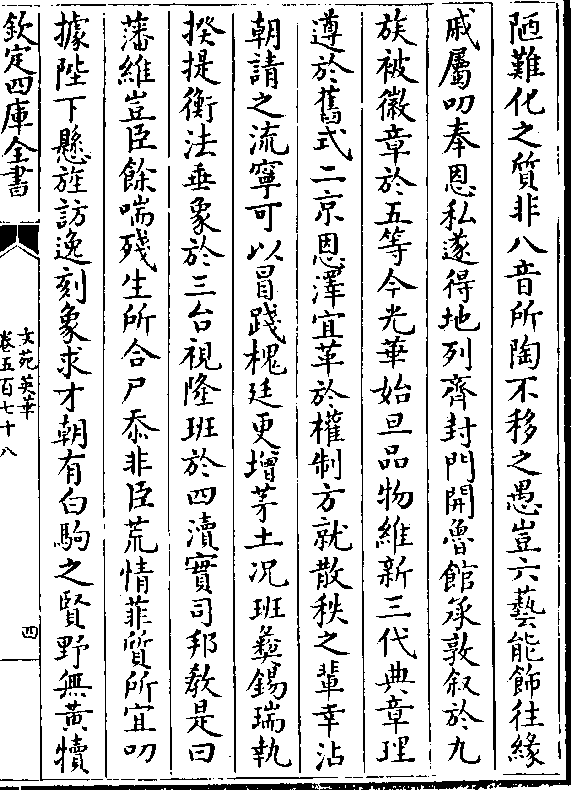 陋難化之質非八音所陶不移之愚豈六藝能飾往緣
戚屬叨奉恩私遂得地列齊封門開魯館承敦叙於九
族被徽章於五等今光華始旦品物維新三代典章理
遵於舊式二京恩澤宜革於權制方就散秩之輩幸沾
朝請之流寧可以冒踐槐廷更增茅土况班彞錫瑞執
揆提衡法垂象於三台視隆班於四瀆實司邦教是曰
藩維豈臣餘喘殘生所合尸忝非臣荒情菲質所宜叨
據陛下懸旌訪逸刻象求才朝有白駒之賢野無黃犢
欽定四庫全書
文苑英華
卷五百七十八
四